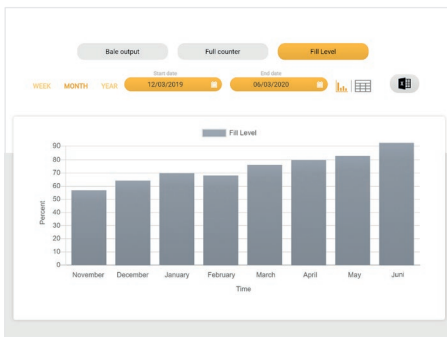 Bale output
Full counter
Fill Level
WEEK MONTH YEAR
Start date
12/03/2019
End date
06/03/2020
Fill Level
90
80
70
60
50
40
30
20
10
0
Percent
November December January February March April May Juni
Time